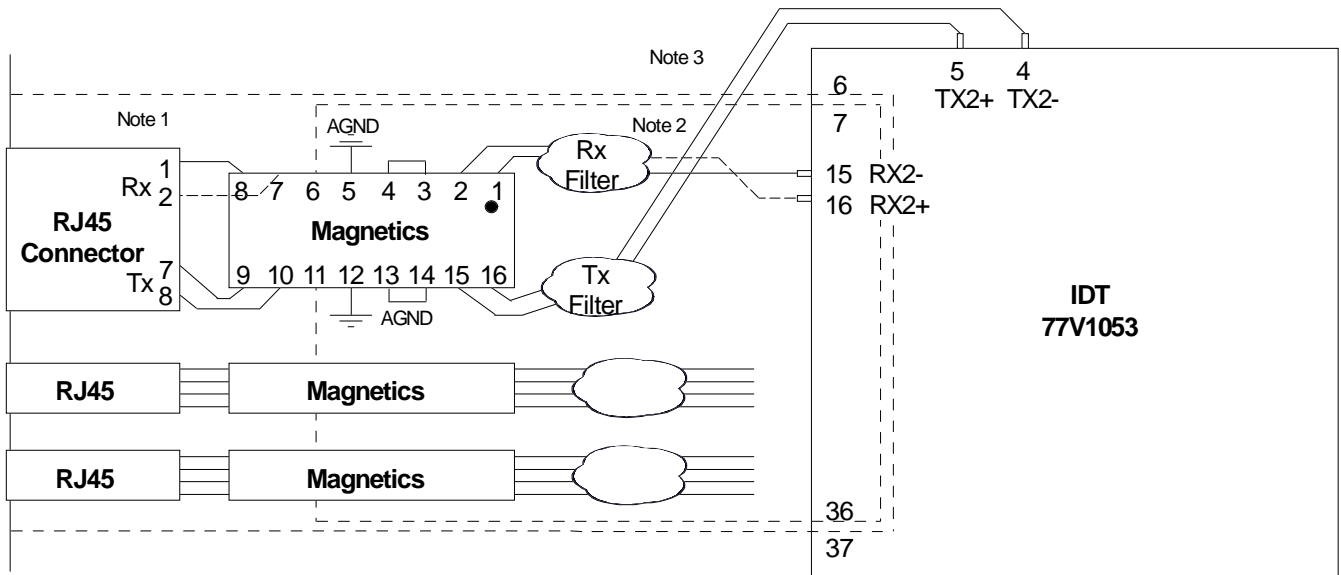 Note 3
5 4
TX2+ TX2-
6
7
Note 1
AGND
Note 2
Rx
Filter
15 RX2-
16 RX2+
1
Rx
2
RJ45
Connector
7
Tx
8
8 7 6 5 4 3 2 1
Magnetics
9 10 11 12 13 14 15 16
AGND
Tx
Filter
IDT
77V1053
RJ45
Magnetics
RJ45
Magnetics
36
37